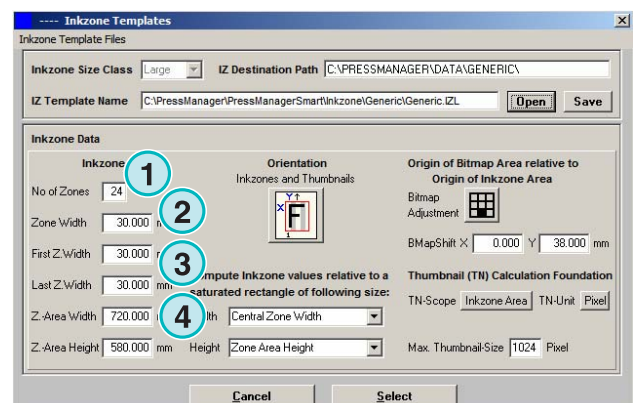 ---- Inkzone Templates
Inkzone Template Files
Inkzone Size Class Large IZ Destination Path C:\PRESSMANAGER\DATA\GENERIC\
IZ Template Name C:\PressManager\PressManagerSmart\Inkzone\Generic\Generic.IZL Open Save
Inkzone Data
Inkzone Orientation Origin of Bitmap Area relative to
Inkzones and Thumbnails Origin of Inkzone Area
No of Zones 24 1 X Y F 1 Bitmap
Adjustment
Zone Width 30.000 2
BMapShift X 0.000 Y 38.000 mm
First Z.Width 30.000 3
Compute Inkzone values relative to a Thumbnail (TN) Calculation Foundation
Last Z.Width 30.000 mm saturated rectangle of following size:
TN-Scope Inkzone Area TN-Unit Pixel
Z.-Area Width 720.000 4 Central Zone Width
Z.-Area Height 580.000 mm Height Zone Area Height Max. Thumbnail-Size 1024 Pixel
Cancel Select